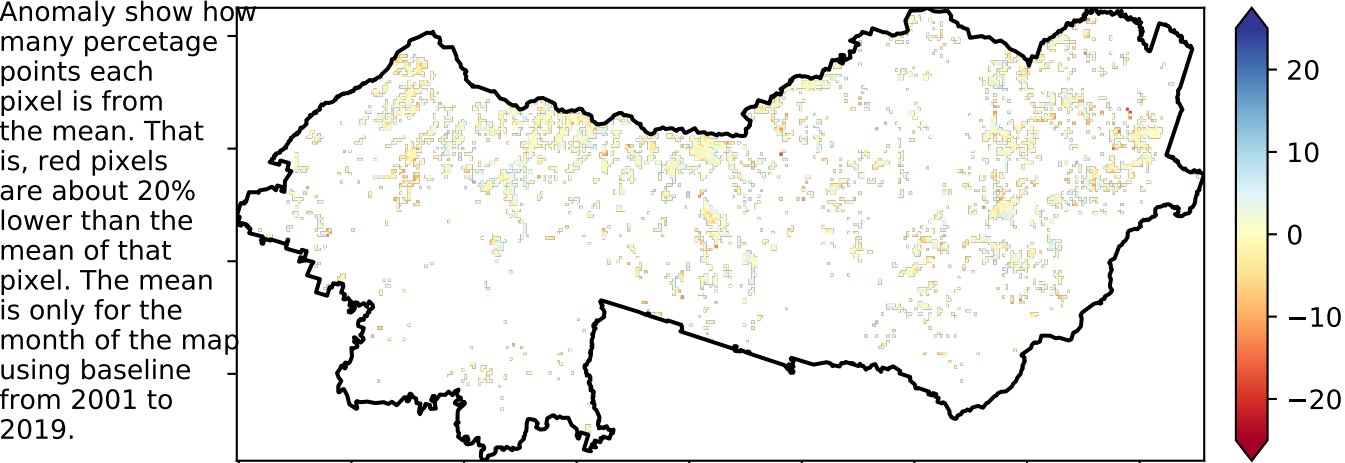 Anomaly show how
many percetage
points each
pixel is from
the mean. That
is, red pixels
are about 20%
lower than the
mean of that
pixel. The mean
is only for the
month of the map
using baseline
from 2001 to
2019.
20
10
0
−10
−20